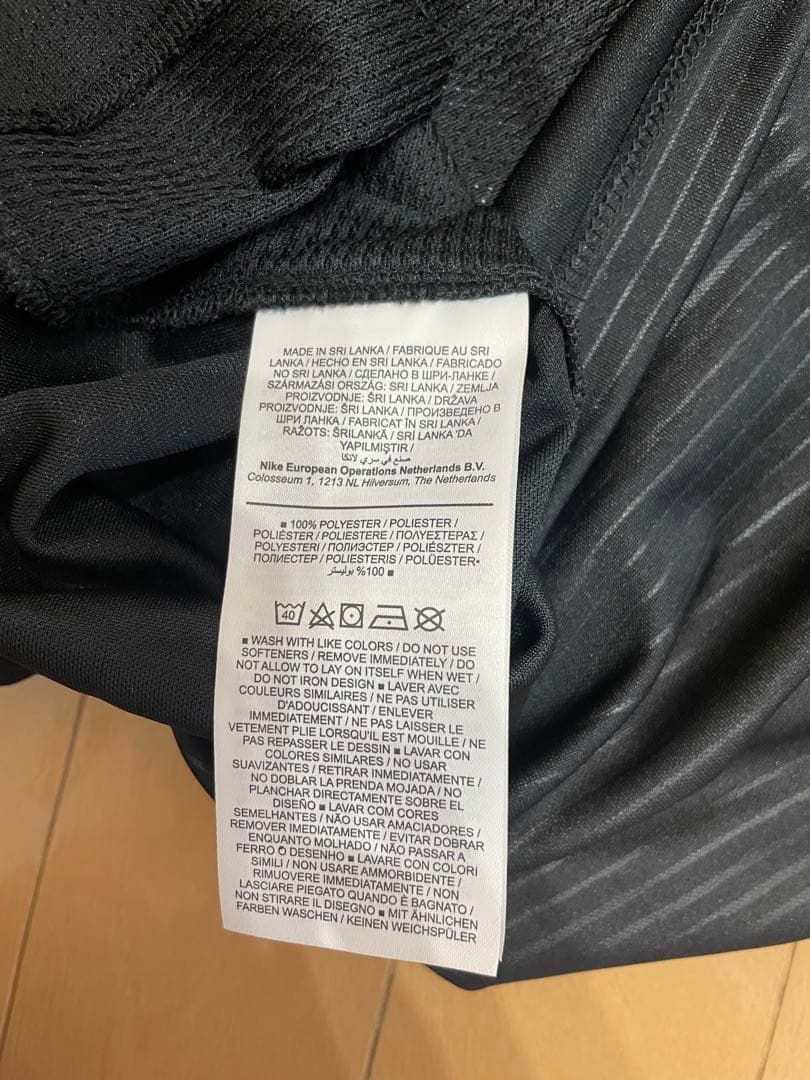 MADE IN SRI LANKA / FABRIQUE AU SRI
LANKA / HECHO EN SRI LANKA / FABRICADO
NO SRI LANKA / СДЕЛАНО В ШРИ-ЛАНКЕ /
SZÁRMAZÁSI ORSZÁG: SRI LANKA / ZEMLJA
PROIZVODNJE: ŠRI LANKA / DRŽAVA
PROIZVODNJE: ŠRI LANKA / ПРОИЗВЕДЕНО В
ШРИ ЛАНКА / FABRICAT ÎN SRI LANKA /
RAŽOTS: ŠRILANKĀ / SRİ LANKA'DA
YAPILMIŞTIR /
صنع في سري لانكا
Nike European Operations Netherlands B.V.
Colosseum 1, 1213 NL Hilversum, The Netherlands
■ 100% POLYESTER / POLIESTER /
POLIÉSTER / POLIESTERE / ΠΟΛΥΕΣΤΕΡΑΣ /
POLYESTERI / ПОЛИЭСТЕР / POLIÉSZTER /
ПОЛИЕСТЕР / POLIESTERIS / POLÜESTER•
■ 100% بوليستر
40
■ WASH WITH LIKE COLORS / DO NOT USE
SOFTENERS / REMOVE IMMEDIATELY / DO
NOT ALLOW TO LAY ON ITSELF WHEN WET /
DO NOT IRON DESIGN ■ LAVER AVEC
COULEURS SIMILAIRES / NE PAS UTILISER
D'ADOUCISSANT / ENLEVER
IMMEDIATEMENT / NE PAS LAISSER LE
VETEMENT PLIE LORSQU'IL EST MOUILLE / NE
PAS REPASSER LE DESSIN ■ LAVAR CON
COLORES SIMILARES / NO USAR
SUAVIZANTES / RETIRAR INMEDIATAMENTE /
NO DOBLAR LA PRENDA MOJADA / NO
PLANCHAR DIRECTAMENTE SOBRE EL
DISEÑO ■ LAVAR COM CORES
SEMELHANTES / NÃO USAR AMACIADORES /
REMOVER IMEDIATAMENTE / EVITAR DOBRAR
ENQUANTO MOLHADO / NÃO PASSAR A
FERRO O DESENHO ■ LAVARE CON COLORI
SIMILI / NON USARE AMMORBIDENTE /
RIMUOVERE IMMEDIATAMENTE / NON
LASCIARE PIEGATO QUANDO È BAGNATO /
NON STIRARE IL DISEGNO ■ MIT ÄHNLICHEN
FARBEN WASCHEN / KEINEN WEICHSPÜLER